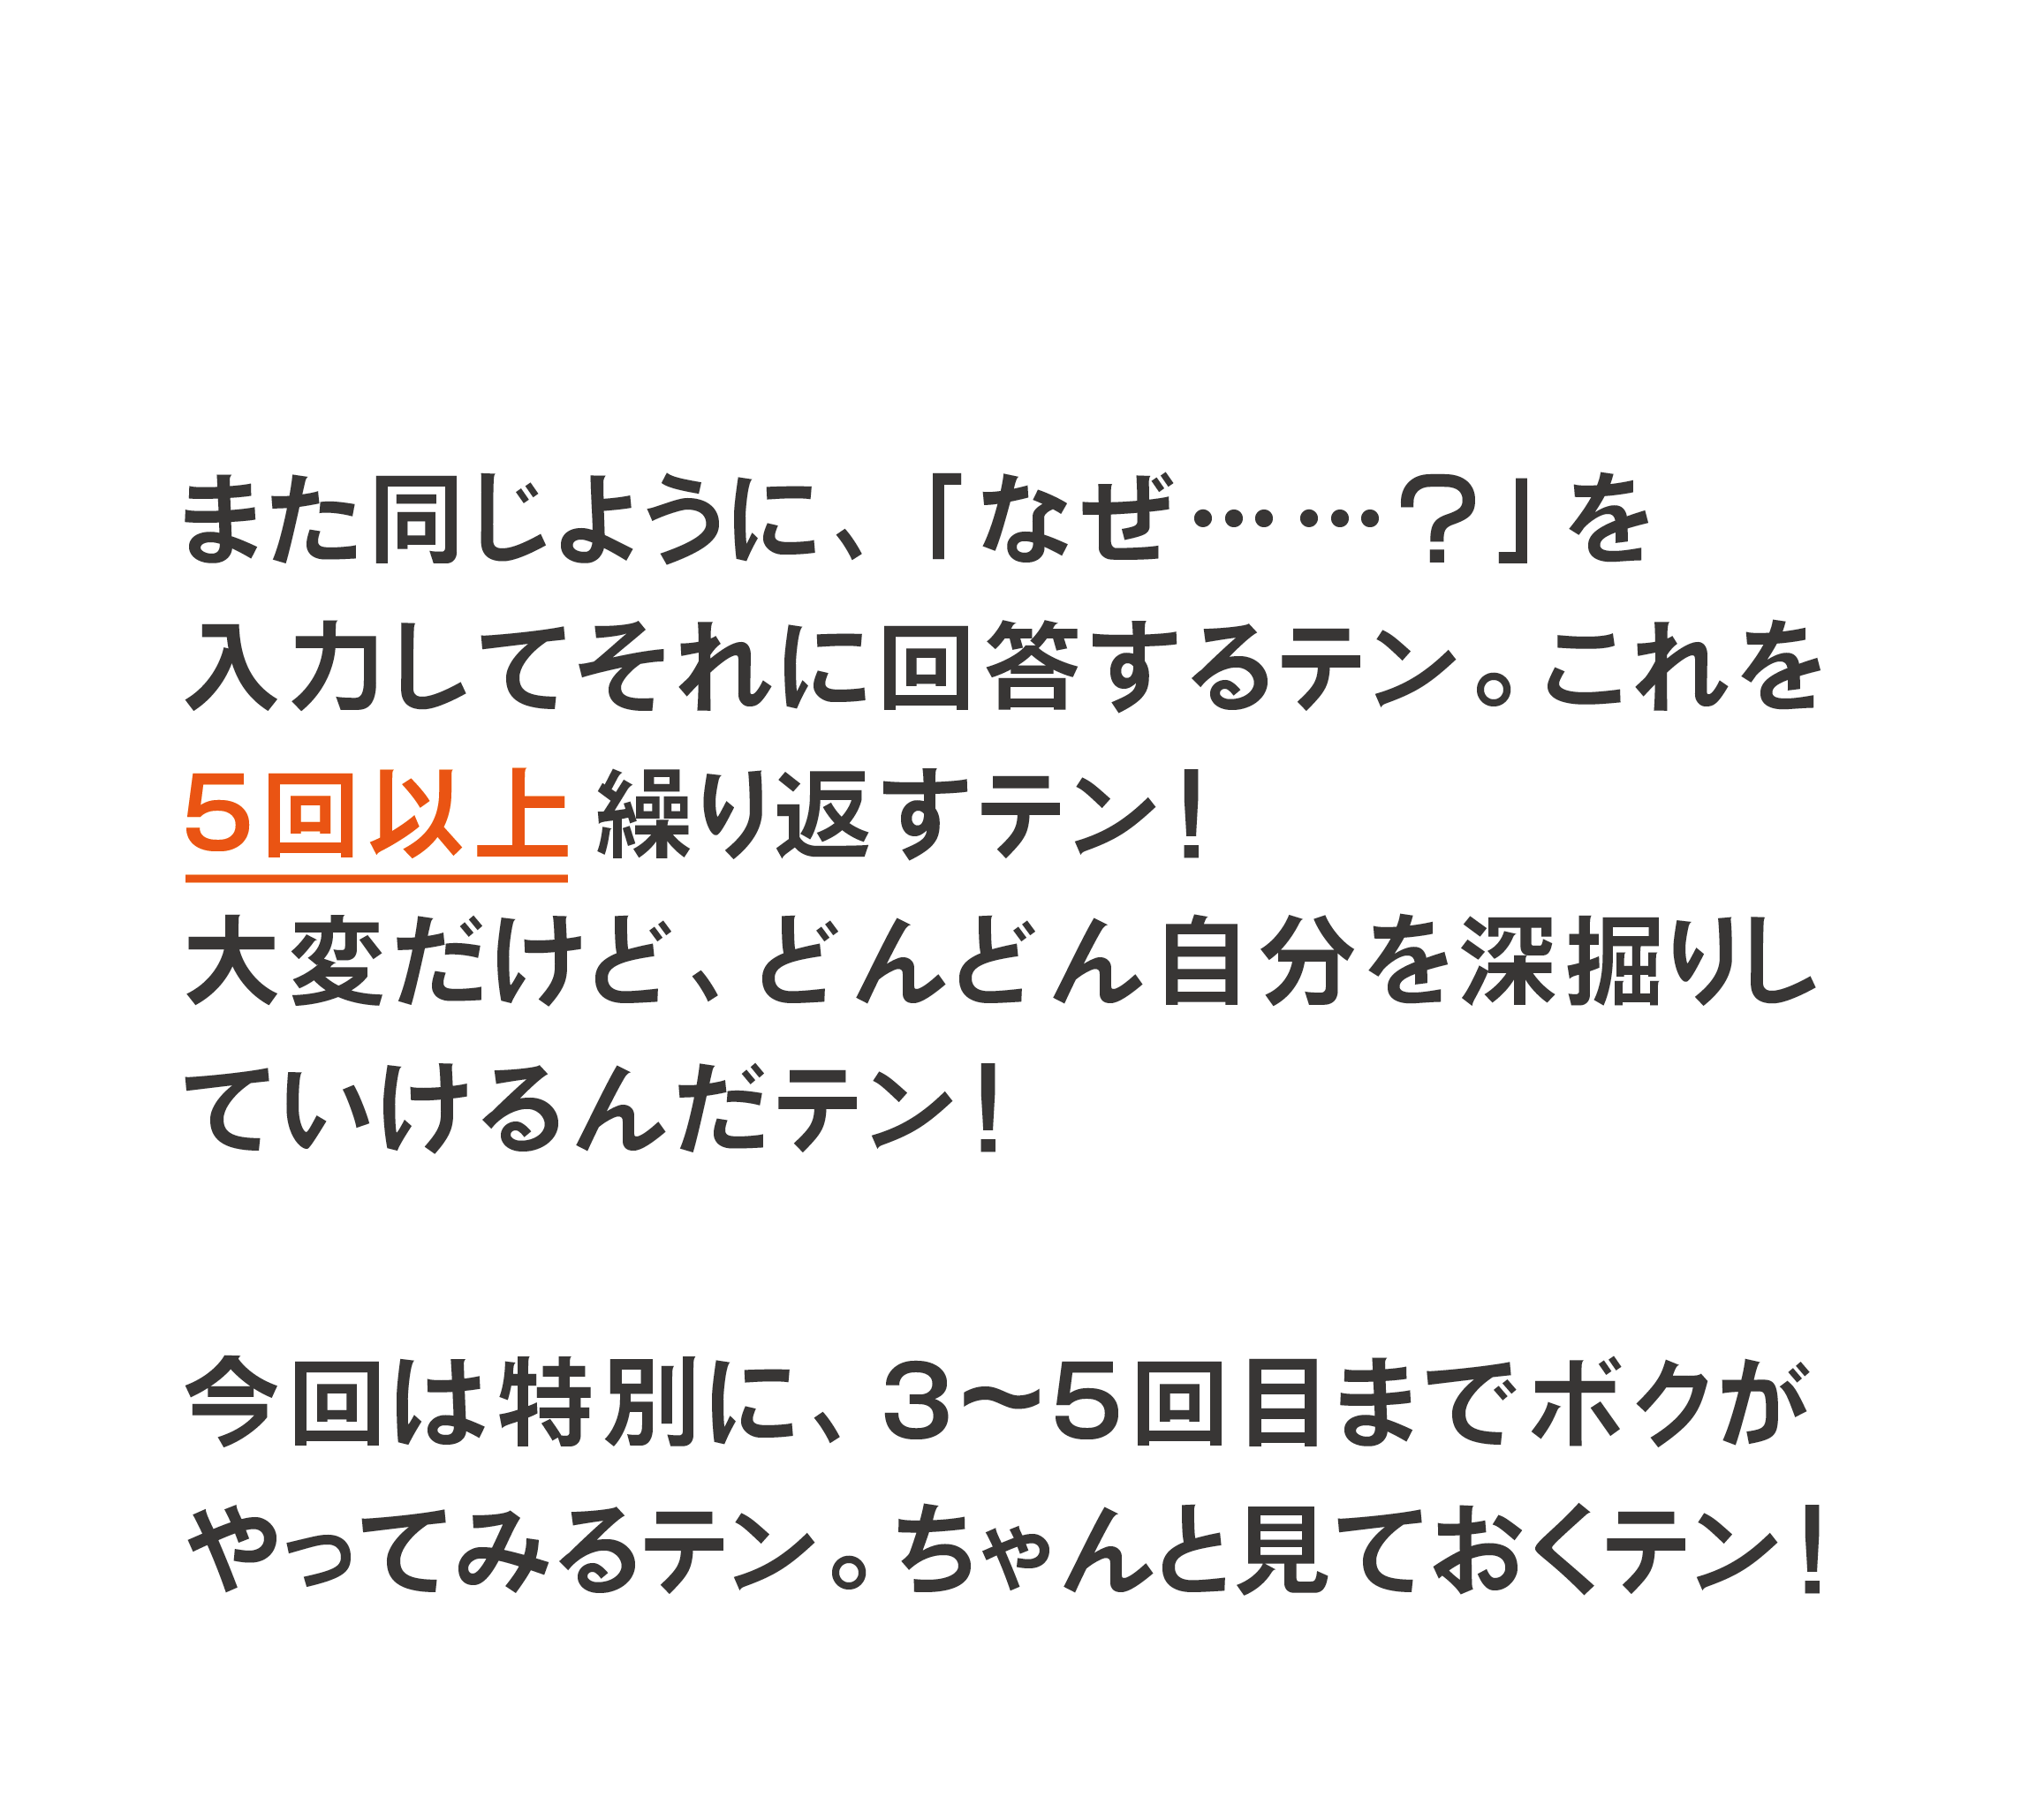 また同じように、「なぜ……？」を
入力してそれに回答するテン。これを
5回以上繰り返すテン！
大変だけど、どんどん自分を深掘りし
ていけるんだテン！
今回は特別に、3~5回目までボクが
やってみるテン。ちゃんと見ておくテン！